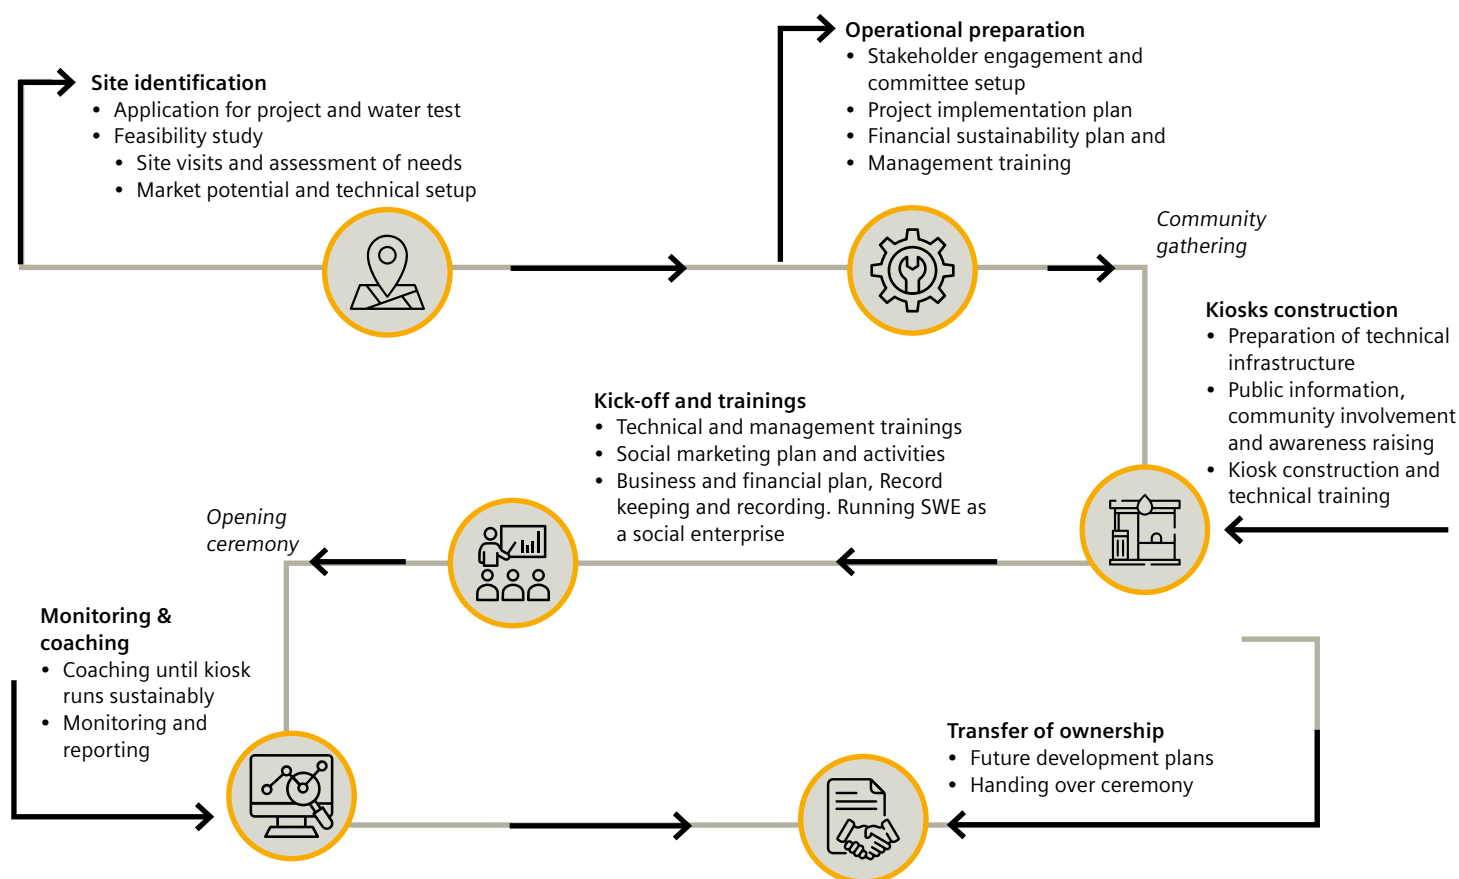 Site identification
• Application for project and water test
• Feasibility study
• Site visits and assessment of needs
• Market potential and technical setup
Operational preparation
• Stakeholder engagement and
committee setup
• Project implementation plan
• Financial sustainability plan and
• Management training
Community
gathering
Kiosks construction
• Preparation of technical
infrastructure
• Public information,
community involvement
and awareness raising
• Kiosk construction and
technical training
Kick-off and trainings
• Technical and management trainings
• Social marketing plan and activities
• Business and financial plan, Record
keeping and recording. Running SWE as
a social enterprise
Opening
ceremony
Monitoring &
coaching
• Coaching until kiosk
runs sustainably
• Monitoring and
reporting
Transfer of ownership
• Future development plans
• Handing over ceremony